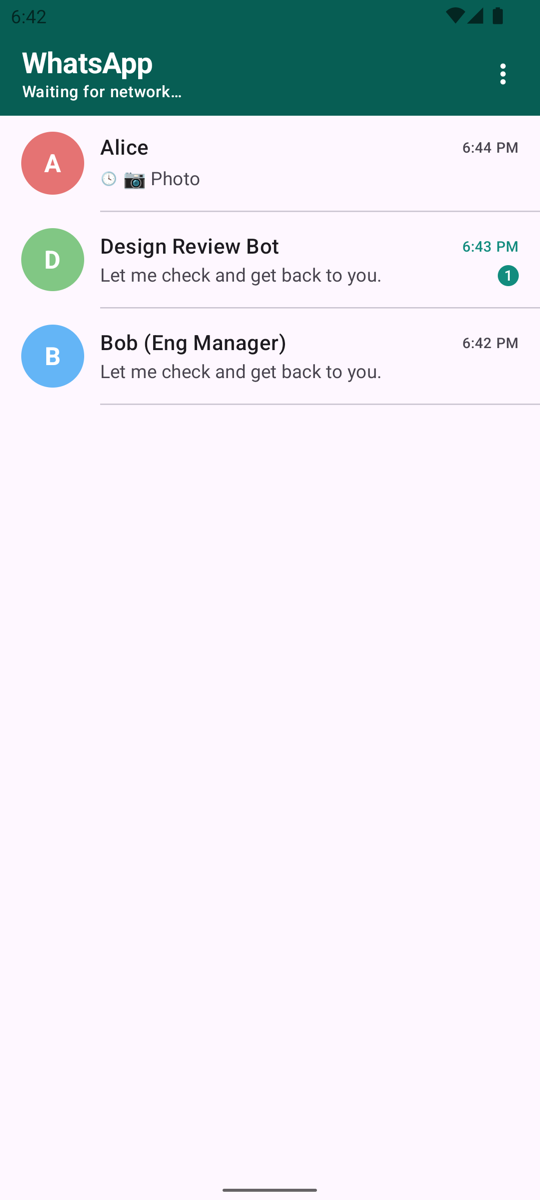 6:42
WhatsApp
Waiting for network…
A
Alice
6:44 PM
🕓 📷 Photo
D
Design Review Bot
6:43 PM
Let me check and get back to you.
1
B
Bob (Eng Manager)
6:42 PM
Let me check and get back to you.